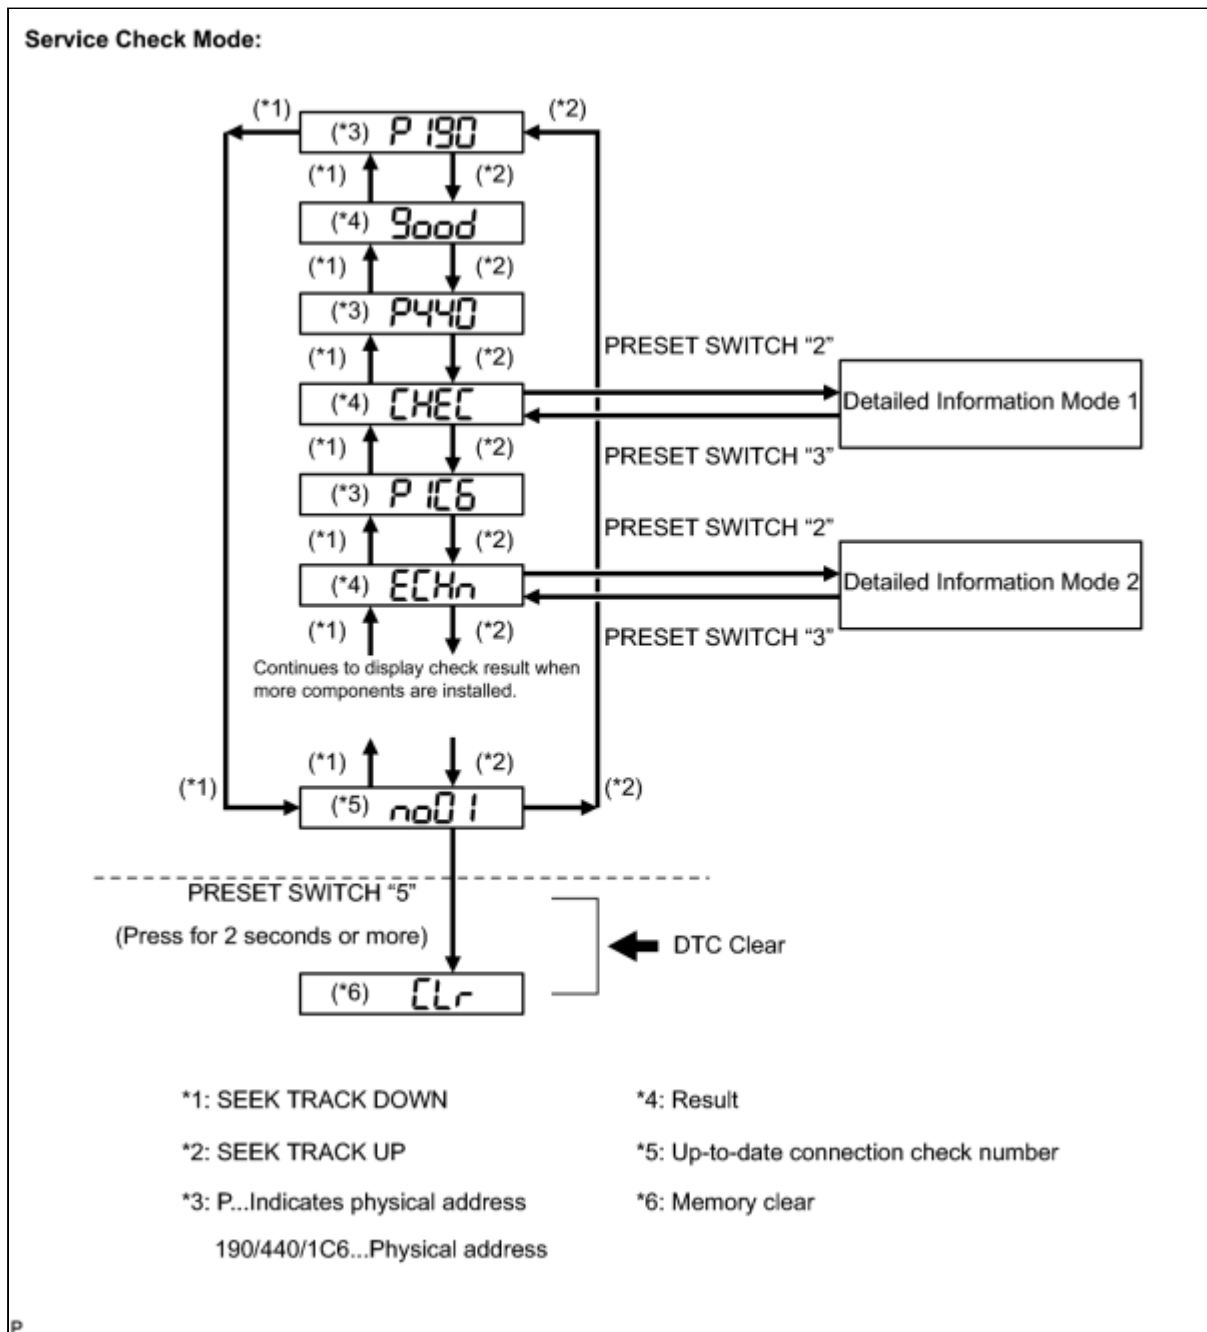 Service Check Mode:
(*1) (*2)
(*3) P190
(*1) (*2)
(*4) good
(*1) (*2)
(*3) P440
(*1) (*2)
PRESET SWITCH “2”
(*4) CHEC
Detailed Information Mode 1
(*1) (*2)
PRESET SWITCH “3”
(*3) P1C6
(*1) (*2)
PRESET SWITCH “2”
(*4) ECHn
Detailed Information Mode 2
(*1) (*2)
PRESET SWITCH “3”
Continues to display check result when
more components are installed.
(*1) (*2)
(*1) (*2)
(*5) no01
PRESET SWITCH “5”
(Press for 2 seconds or more)
DTC Clear
(*6) CLr
*1: SEEK TRACK DOWN
*2: SEEK TRACK UP
*3: P...Indicates physical address
190/440/1C6...Physical address
*4: Result
*5: Up-to-date connection check number
*6: Memory clear
P